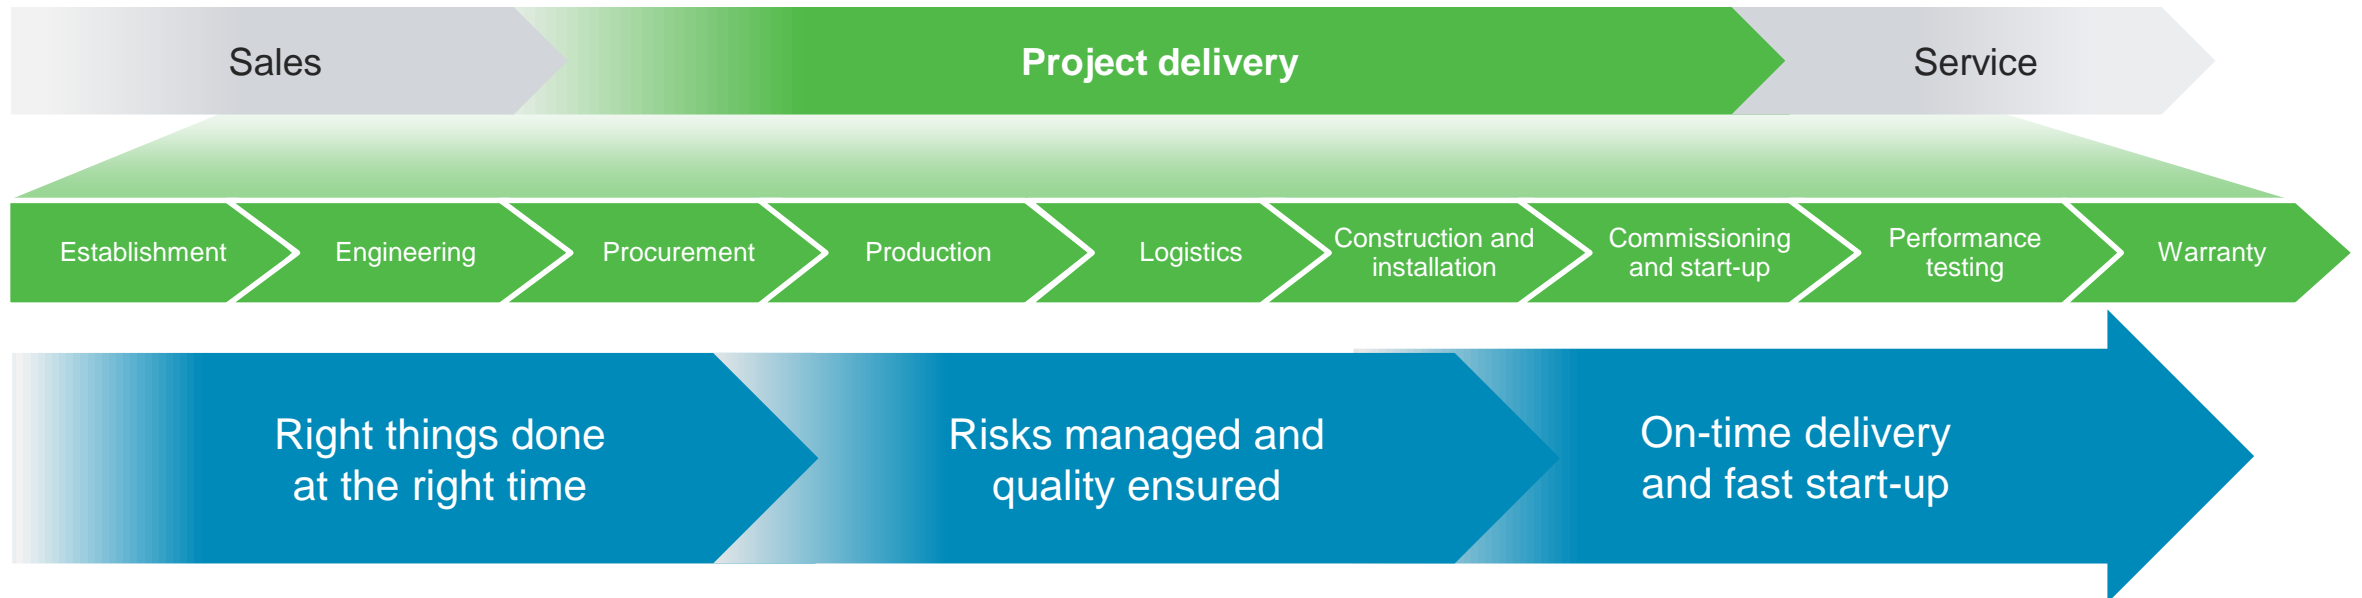 Sales
Project delivery
Service
Establishment
Engineering
Procurement
Production
Logistics
Construction and
installation
Commissioning
and start-up
Performance
testing
Warranty
Right things done
at the right time
Risks managed and
quality ensured
On-time delivery
and fast start-up